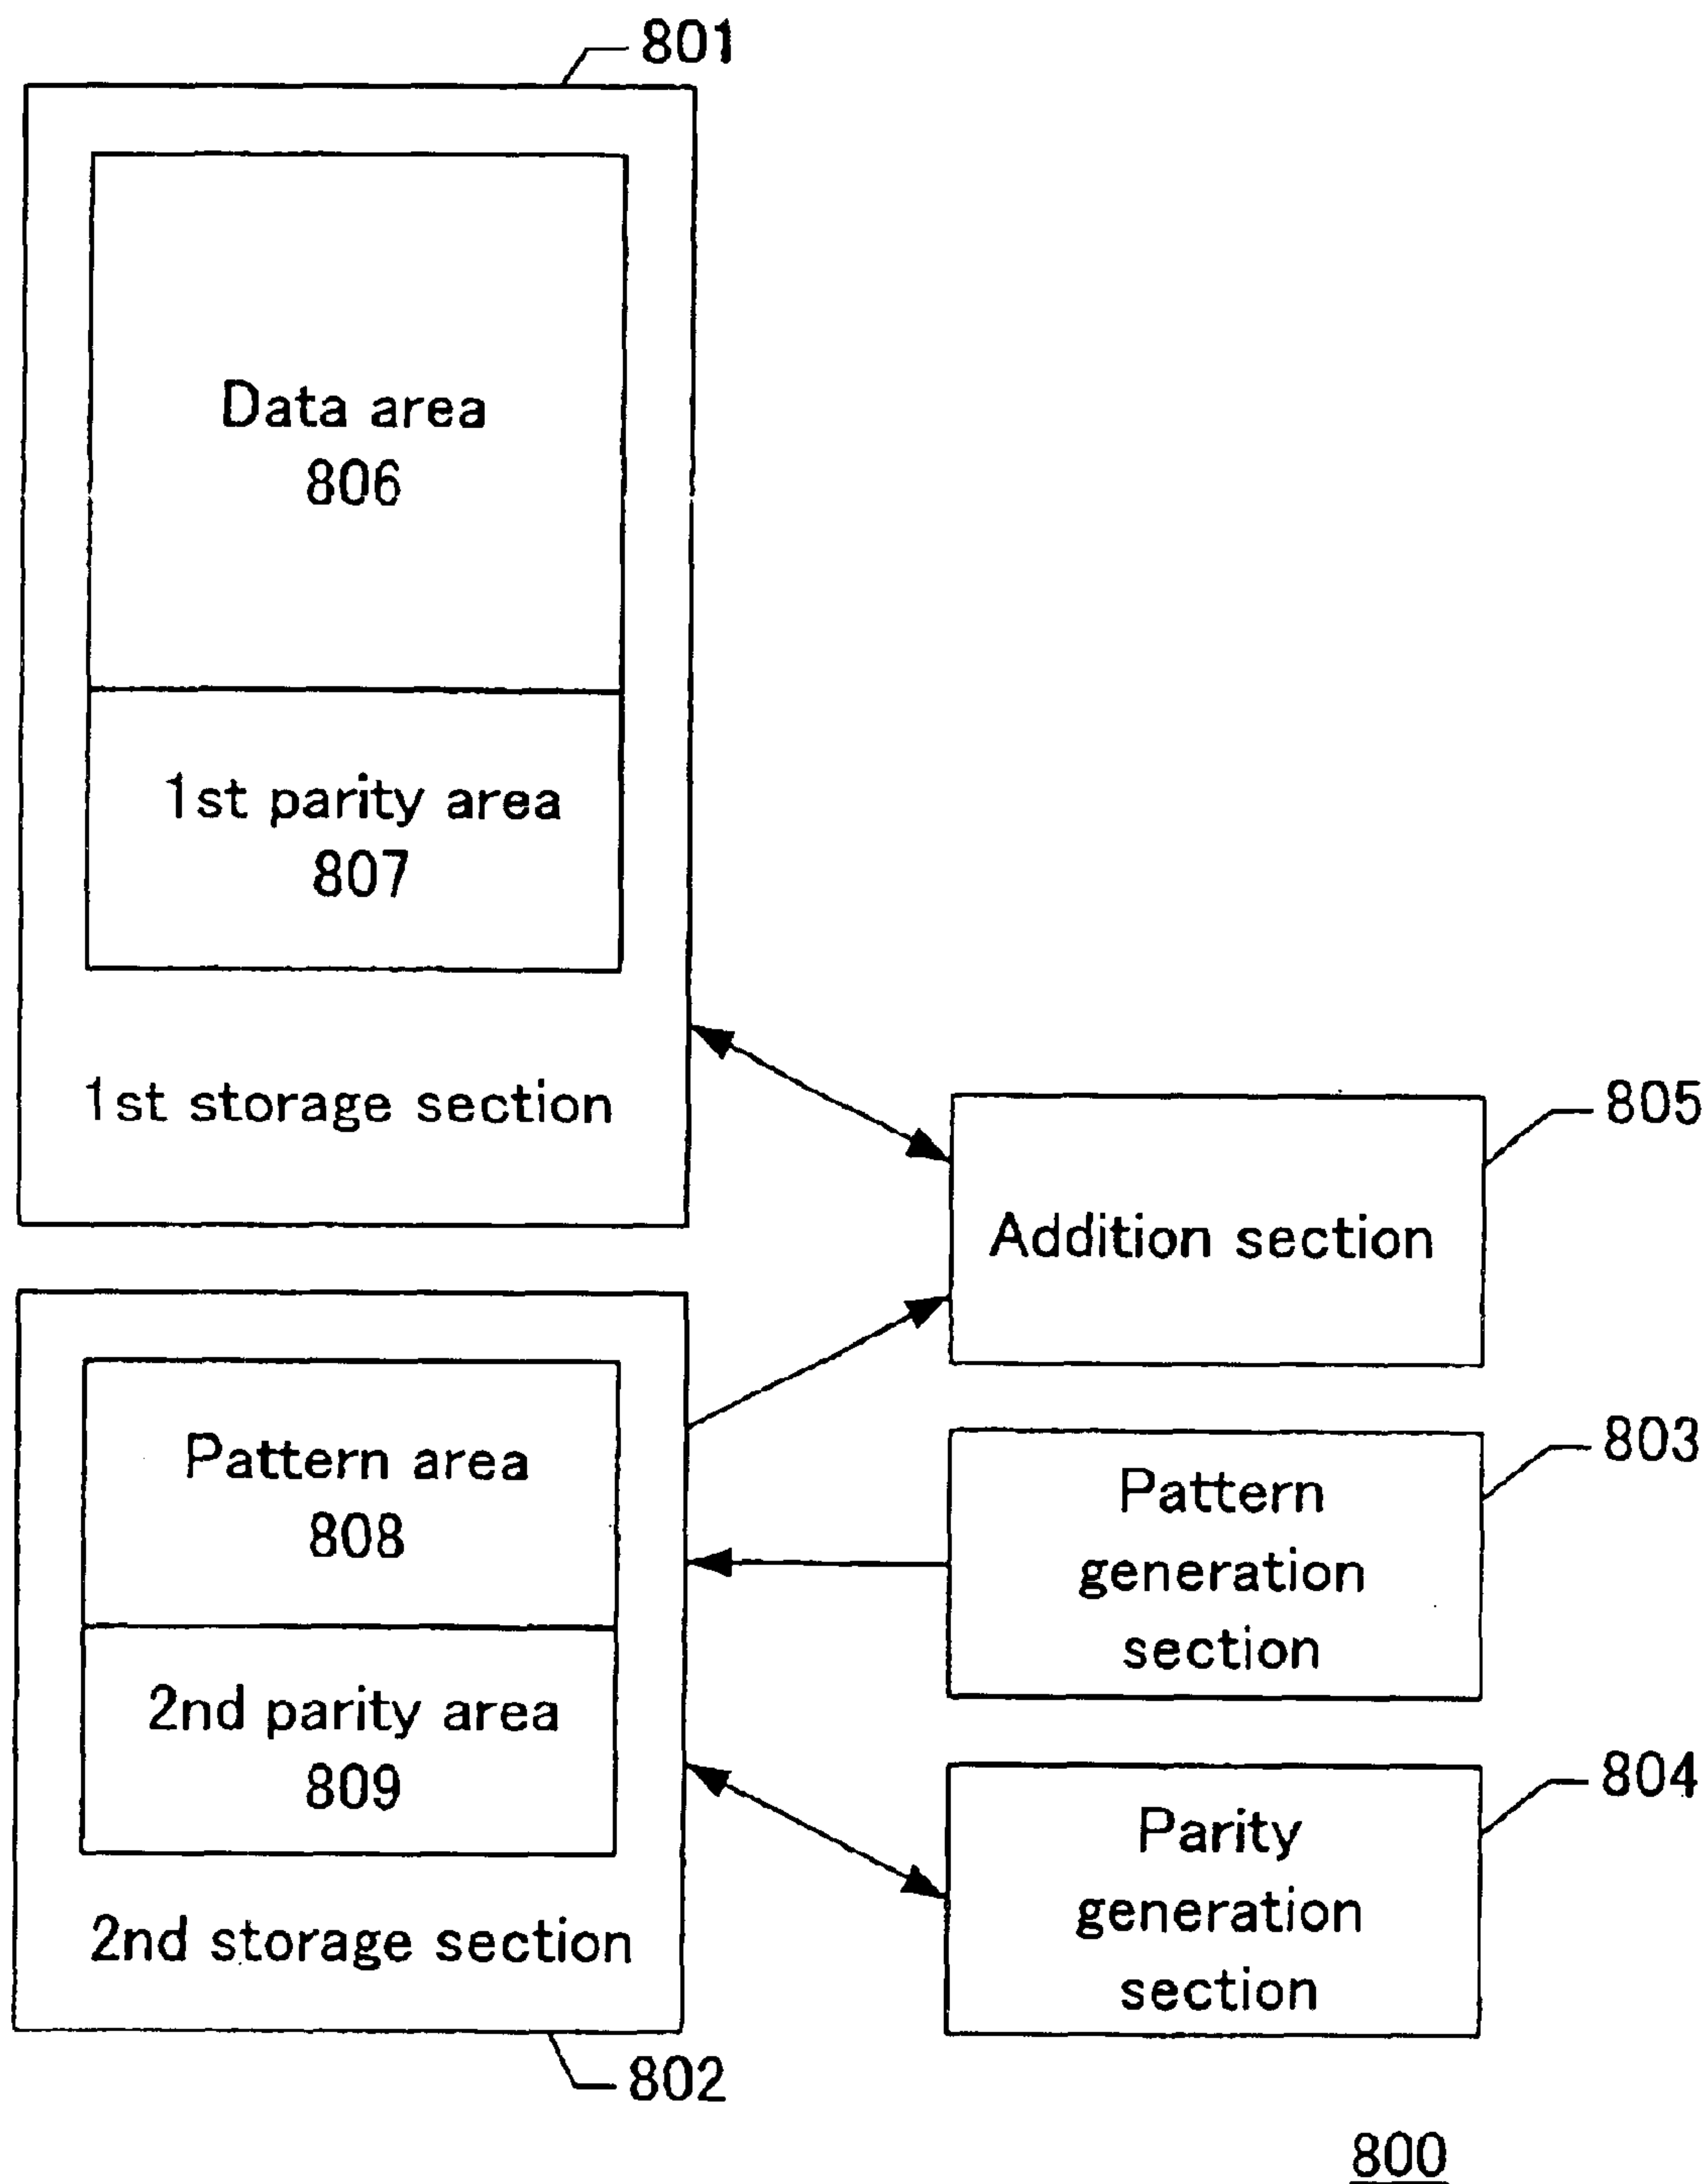 801
Data area
806
1st parity area
807
1st storage section
805
Addition section
Pattern area
808
2nd parity area
809
2nd storage section
802
803
Pattern
generation
section
804
Parity
generation
section
800